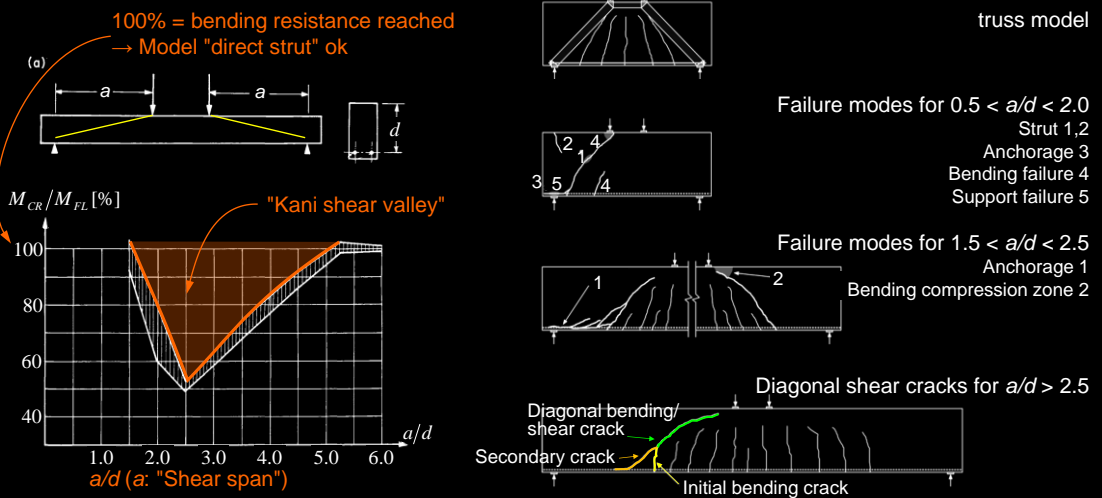 100% = bending resistance reached
→ Model "direct strut" ok
(a)
a
a
d
M_CR/M_FL [%]
"Kani shear valley"
100
80
60
40
a/d
1.0 2.0 3.0 4.0 5.0 6.0
a/d (a: "Shear span")
truss model
Failure modes for 0.5 < a/d < 2.0
Strut 1,2
Anchorage 3
Bending failure 4
Support failure 5
2
4
1
3
5
4
Failure modes for 1.5 < a/d < 2.5
Anchorage 1
Bending compression zone 2
1
2
Diagonal shear cracks for a/d > 2.5
Diagonal bending/
shear crack
Secondary crack
Initial bending crack